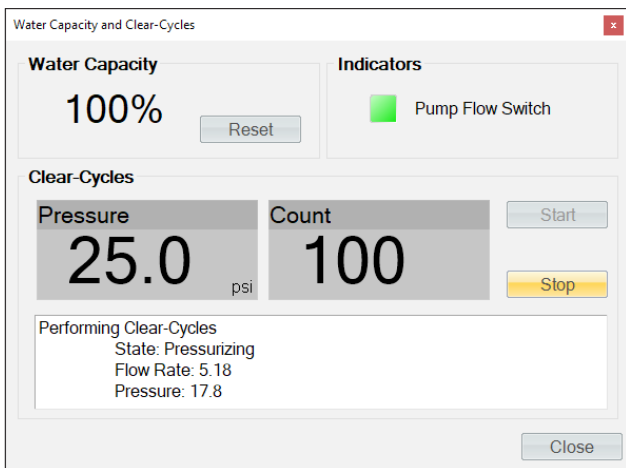 Water Capacity and Clear-Cycles
x
Water Capacity
100%
Reset
Indicators
Pump Flow Switch
Clear-Cycles
Pressure
25.0
psi
Count
100
Start
Stop
Performing Clear-Cycles
State: Pressurizing
Flow Rate: 5.18
Pressure: 17.8
Close